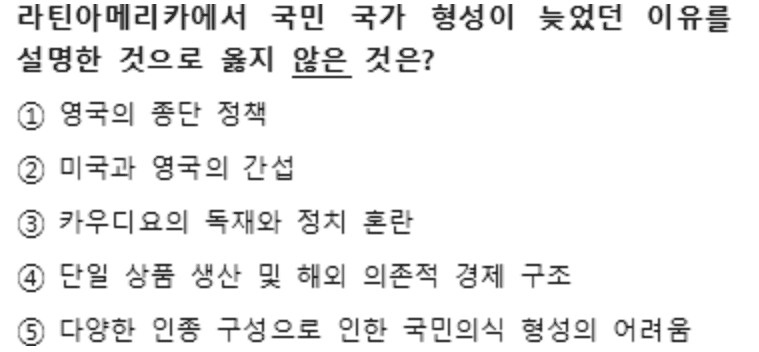 라틴아메리카에서 국민 국가 형성이 늦었던 이유를
설명한 것으로 옳지 않은 것은?
① 영국의 종단 정책
② 미국과 영국의 간섭
③ 카우디요의 독재와 정치 혼란
④ 단일 상품 생산 및 해외 의존적 경제 구조
⑤ 다양한 인종 구성으로 인한 국민의식 형성의 어려움